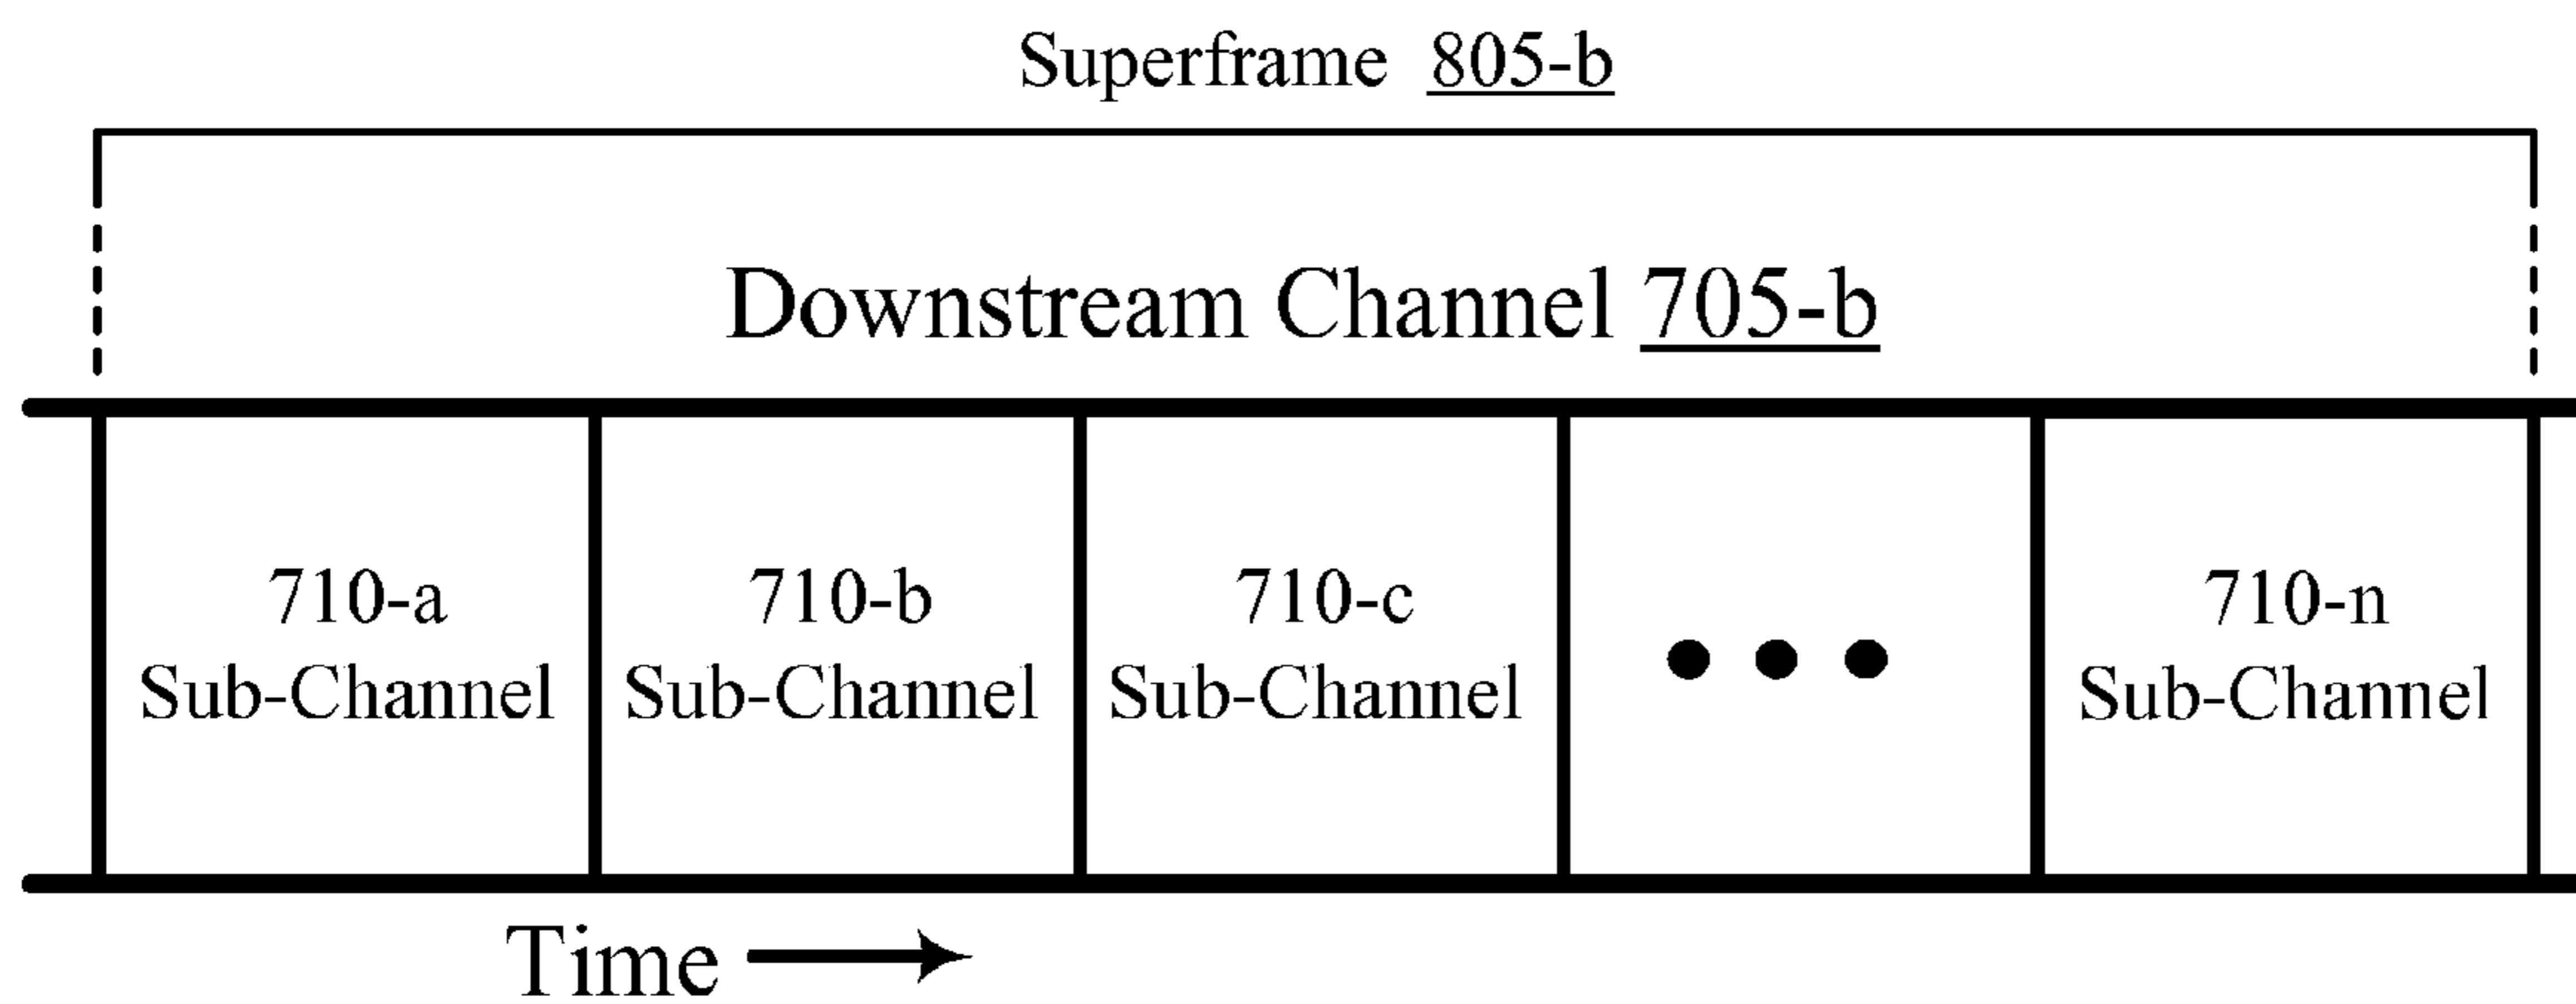 Superframe 805-b
Downstream Channel 705-b
710-a
Sub-Channel
710-b
Sub-Channel
710-c
Sub-Channel
710-n
Sub-Channel
Time